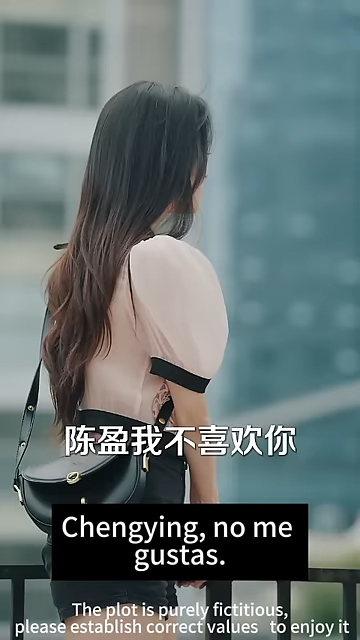 陈盈我不喜欢你
Chengying, no me
gustas.
The plot is purely fictitious,
please establish correct values to enjoy it